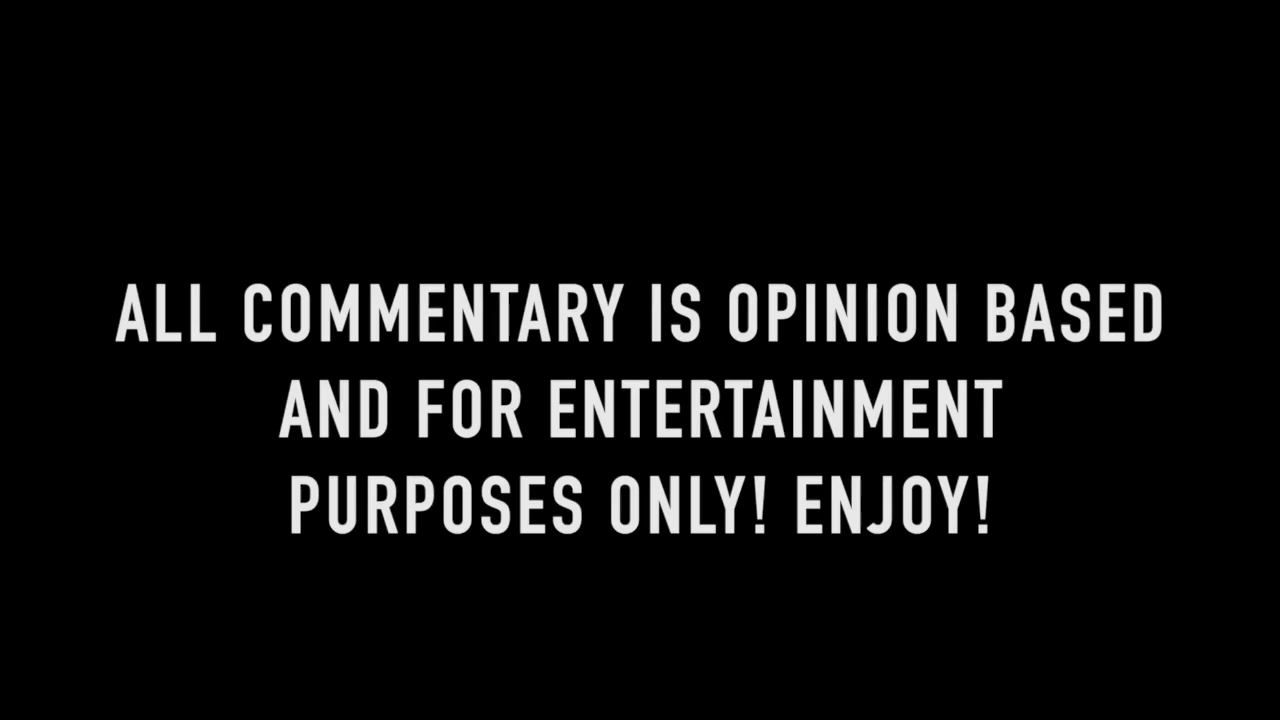 ALL COMMENTARY IS OPINION BASED
AND FOR ENTERTAINMENT
PURPOSES ONLY! ENJOY!